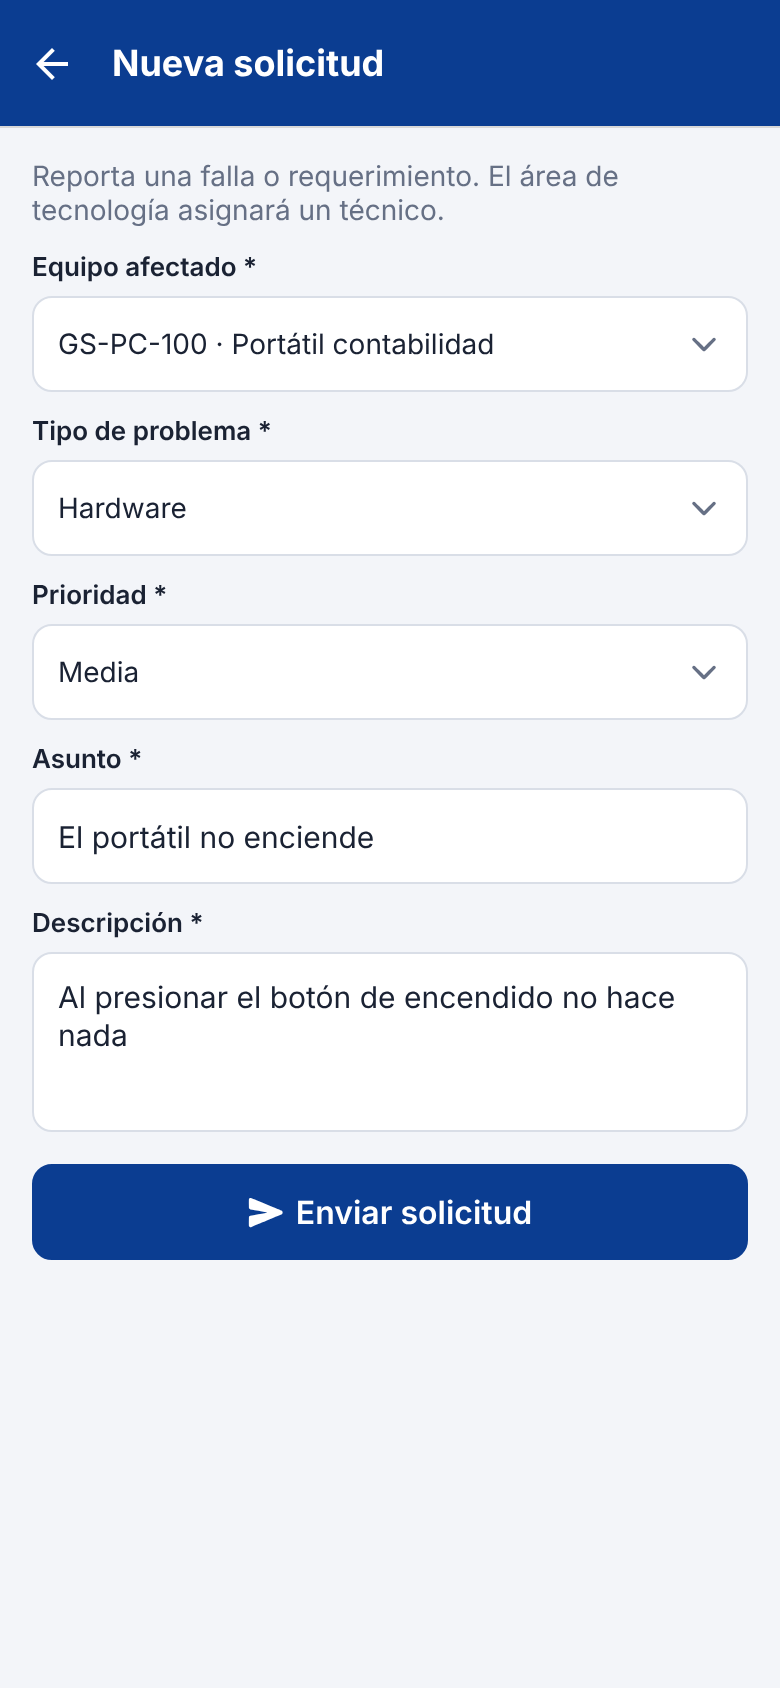 Nueva solicitud
Reporta una falla o requerimiento. El área de
tecnología asignará un técnico.
Equipo afectado *
GS-PC-100 · Portátil contabilidad
Tipo de problema *
Hardware
Prioridad *
Media
Asunto *
El portátil no enciende
Descripción *
Al presionar el botón de encendido no hace
nada
Enviar solicitud